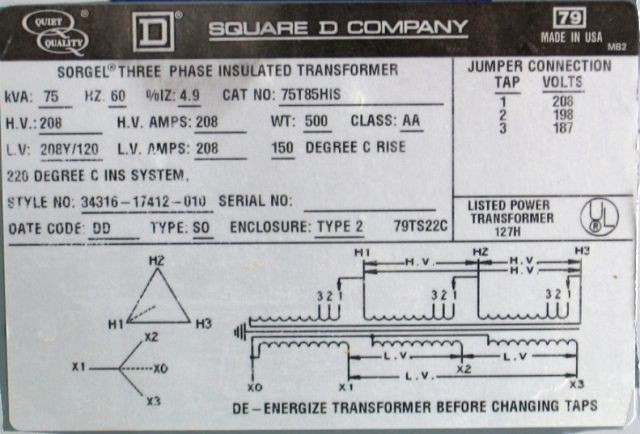 QUIET QUALITY ®
D
SQUARE D COMPANY
79
MADE IN USA
MB2
SORGEL® THREE PHASE INSULATED TRANSFORMER
kVA: 75 HZ. 60 %IZ: 4.9 CAT NO: 75T85HIS
H.V.: 208 H.V. AMPS: 208 WT: 500 CLASS: AA
L.V: 208Y/120 L.V. AMPS: 208 150 DEGREE C RISE
220 DEGREE C INS SYSTEM.
STYLE NO: 34316-17412-010 SERIAL NO:
DATE CODE: DD TYPE: SO ENCLOSURE: TYPE 2 79TS22C
JUMPER CONNECTION
TAP VOLTS
1 208
2 198
3 187
LISTED POWER
TRANSFORMER
127H
UL
H2
H1 H3
X2
X1 X0
X3
H1 H2 H3
H.V. H.V.
H.V.
3 2 1 3 2 1 3 2 1
L.V L.V
X2
L.V.
X0 X1 X3
DE-ENERGIZE TRANSFORMER BEFORE CHANGING TAPS